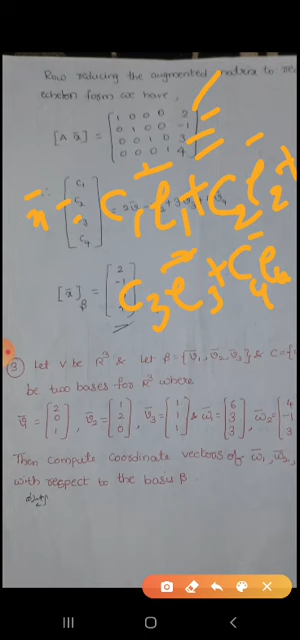 Row reducing the augmented matrix to re
echelon form we have,
[A x̄] = [1 0 0 0 2
0 1 0 0 -1
0 0 1 0 3
0 0 0 1 4]
∴ [c₁
c₂
c₃
c₄] =
x̄ = c₁ē₁ + c₂ē₂ +
c₃ē₃ + c₄ē₄
[x̄]β = [2
-1
③ Let V be R³ & let β = {v̄₁, v̄₂, v̄₃} & C = {
be two bases for R³ where
v̄₁ = [2 0 1], v̄₂ = [1 2 0], v̄₃ = [1 1 1] & w̄₁ = [6 3 3], w̄₂ = [4 -1 3
Then compute coordinate vectors of w̄₁, w̄₂,
with respect to the basis β.